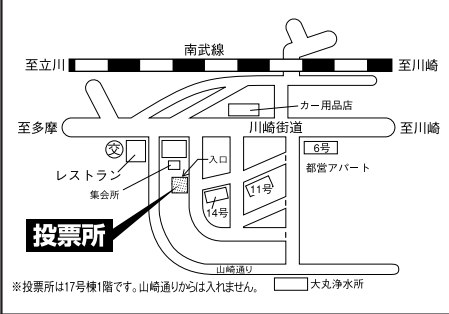 南武線
至立川
至川崎
カー用品店
至多摩
川崎街道
至川崎
交
6号
レストラン
入口
都営アパート
集会所
11号
14号
投票所
山崎通り
※投票所は17号棟1階です。山崎通りからは入れません。
大丸浄水所